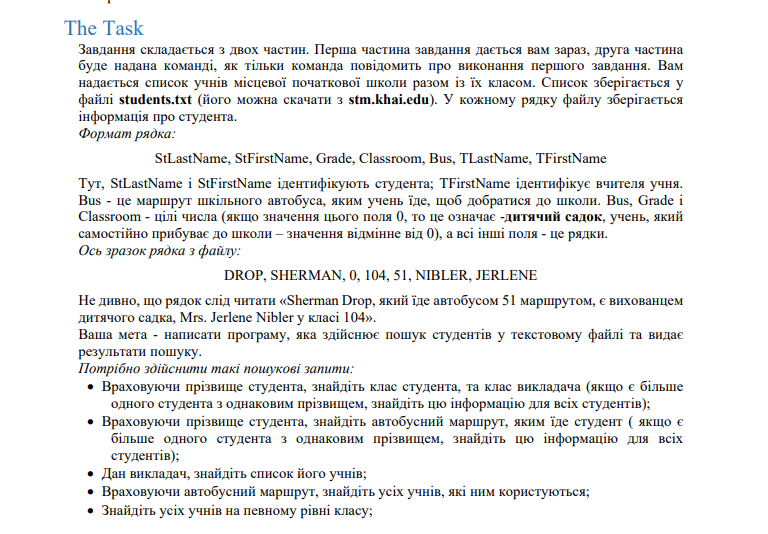 The Task
Завдання складається з двох частин. Перша частина завдання дається вам зараз, друга частина
буде надана команді, як тільки команда повідомить про виконання першого завдання. Вам
надається список учнів місцевої початкової школи разом із їх класом. Список зберігається у
файлі students.txt (його можна скачати з stm.khai.edu). У кожному рядку файлу зберігається
інформація про студента.
Формат рядка:
StLastName, StFirstName, Grade, Classroom, Bus, TLastName, TFirstName
Тут, StLastName і StFirstName ідентифікують студента; TFirstName ідентифікує вчителя учня.
Bus - це маршрут шкільного автобуса, яким учень їде, щоб добратися до школи. Bus, Grade і
Classroom - цілі числа (якщо значення цього поля 0, то це означає -дитячий садок, учень, який
самостійно прибуває до школи – значення відмінне від 0), а всі інші поля - це рядки.
Ось зразок рядка з файлу:
DROP, SHERMAN, 0, 104, 51, NIBLER, JERLENE
Не дивно, що рядок слід читати «Sherman Drop, який їде автобусом 51 маршрутом, є вихованцем
дитячого садка, Mrs. Jerlene Nibler у класі 104».
Ваша мета - написати програму, яка здійснює пошук студентів у текстовому файлі та видає
результати пошуку.
Потрібно здійснити такі пошукові запити:
• Враховуючи прізвище студента, знайдіть клас студента, та клас викладача (якщо є більше
одного студента з однаковим прізвищем, знайдіть цю інформацію для всіх студентів);
• Враховуючи прізвище студента, знайдіть автобусний маршрут, яким їде студент ( якщо є
більше одного студента з однаковим прізвищем, знайдіть цю інформацію для всіх
студентів);
• Дан викладач, знайдіть список його учнів;
• Враховуючи автобусний маршрут, знайдіть усіх учнів, які ним користуються;
• Знайдіть усіх учнів на певному рівні класу;